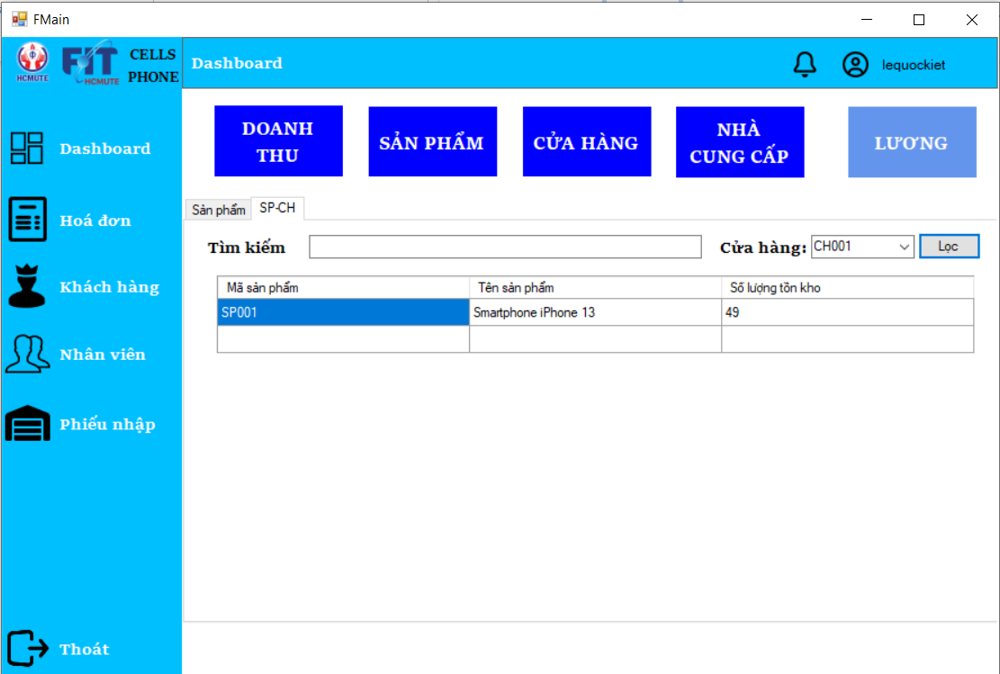 FMain
HCMUTE
FIT
HCMUTE
CELLS
PHONE
Dashboard
lequockiet
Dashboard
Hoá đơn
Khách hàng
Nhân viên
Phiếu nhập
Thoát
DOANH
THU
SẢN PHẨM
CỬA HÀNG
NHÀ
CUNG CẤP
LƯƠNG
Sản phẩm
SP-CH
Tìm kiếm
Cửa hàng:
CH001
Lọc
Mã sản phẩm
Tên sản phẩm
Số lượng tồn kho
SP001
Smartphone iPhone 13
49